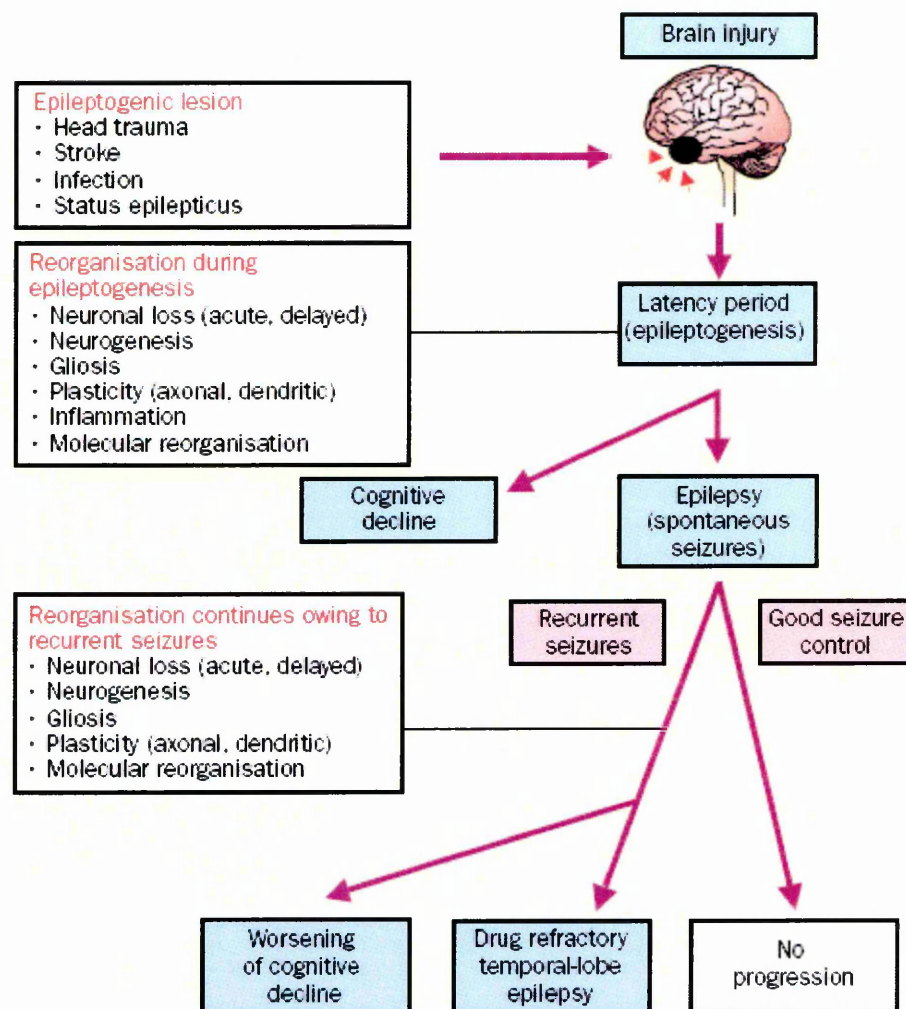 Brain injury
Epileptogenic lesion
· Head trauma
· Stroke
· Infection
· Status epilepticus
Reorganisation during
epileptogenesis
· Neuronal loss (acute, delayed)
· Neurogenesis
· Gliosis
· Plasticity (axonal, dendritic)
· Inflammation
· Molecular reorganisation
Latency period
(epileptogenesis)
Cognitive
decline
Epilepsy
(spontaneous
seizures)
Reorganisation continues owing to
recurrent seizures
· Neuronal loss (acute, delayed)
· Neurogenesis
· Gliosis
· Plasticity (axonal, dendritic)
· Molecular reorganisation
Recurrent
seizures
Good seizure
control
Worsening
of cognitive
decline
Drug refractory
temporal-lobe
epilepsy
No
progression